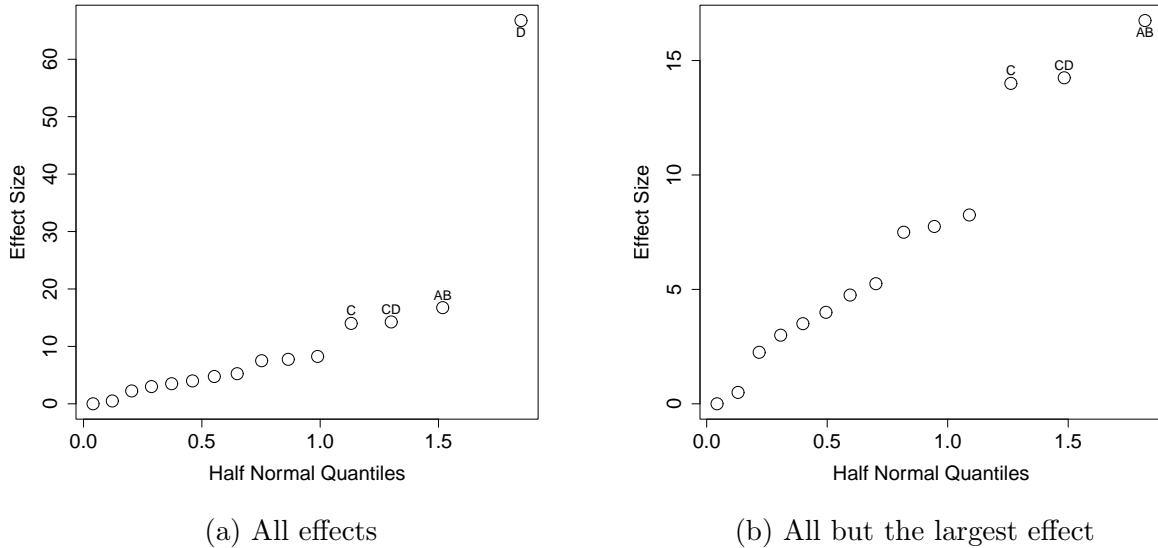 D
AB
CD
C
60
50
40
30
20
10
0
Effect Size
0.0
0.5
1.0
1.5
Half Normal Quantiles
(a) All effects
AB
CD
C
15
10
5
0
Effect Size
0.0
0.5
1.0
1.5
Half Normal Quantiles
(b) All but the largest effect